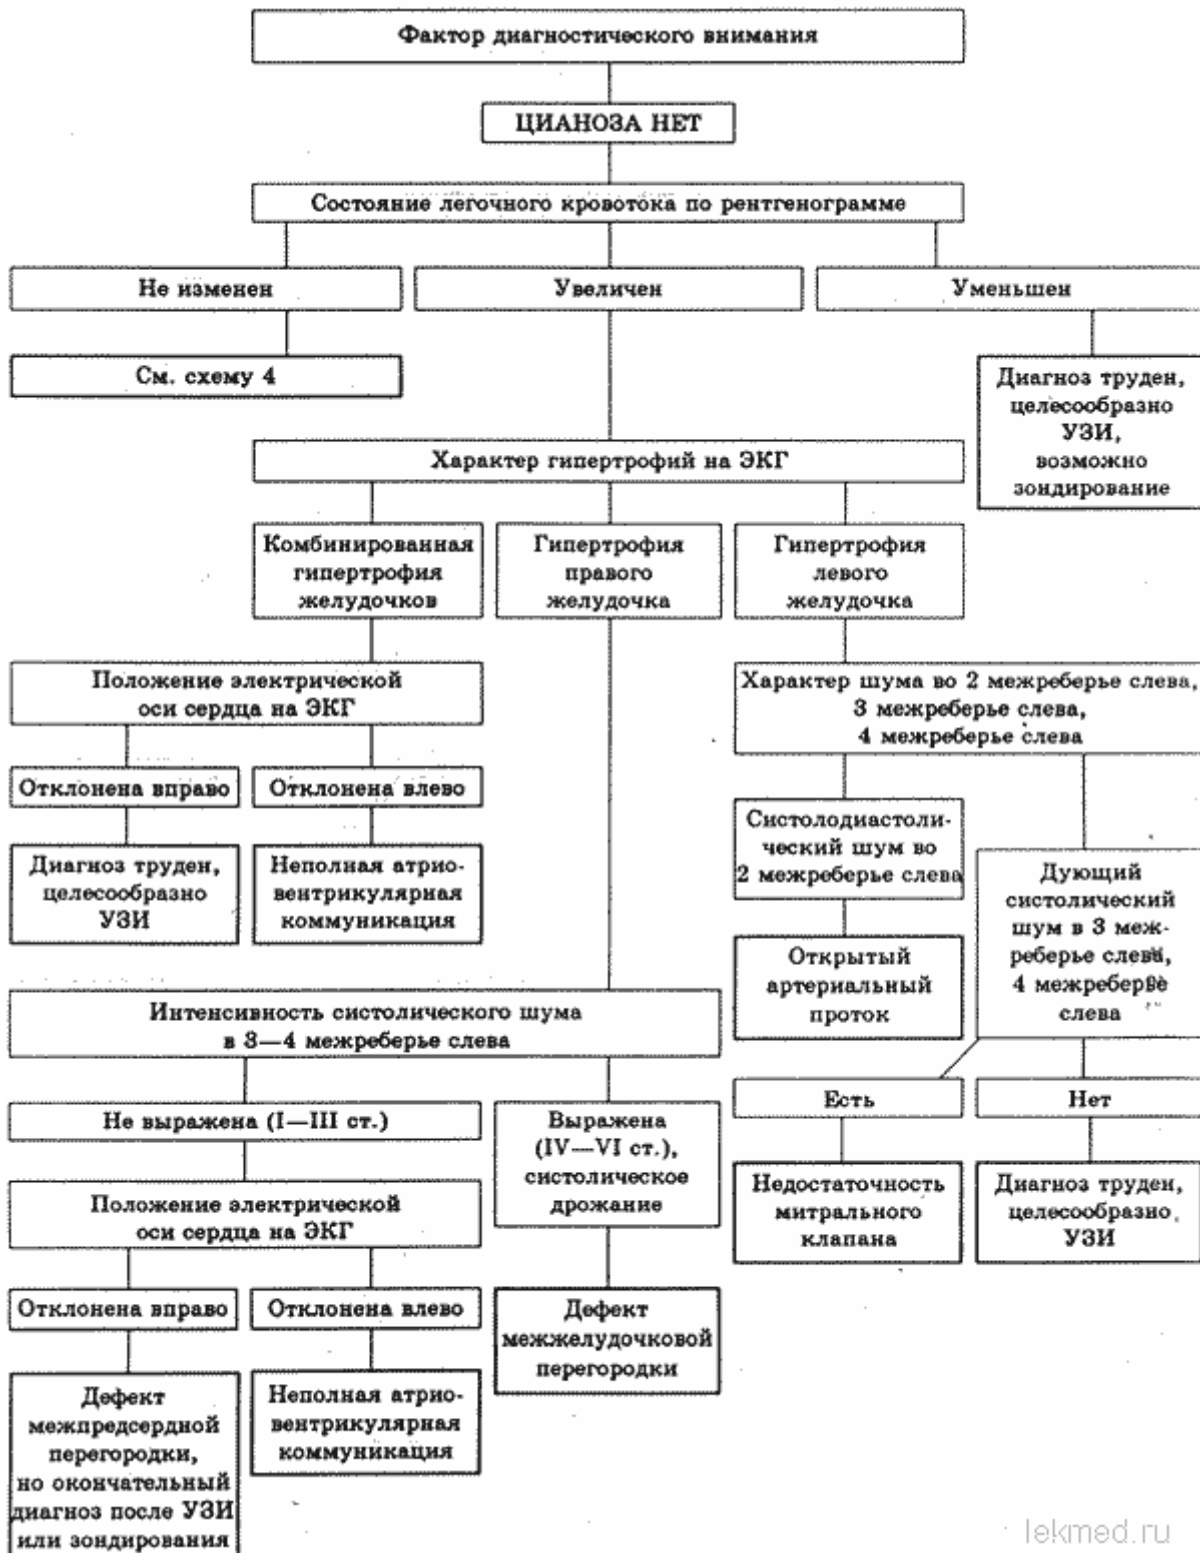 Фактор диагностического внимания
ЦИАНОЗА НЕТ
Состояние легочного кровотока по рентгенограмме
Не изменен
Увеличен
Уменьшен
См. схему 4
Диагноз труден,
целесообразно
УЗИ,
возможно
зондирование
Характер гипертрофий на ЭКГ
Комбинированная
гипертрофия
желудочков
Гипертрофия
правого
желудочка
Гипертрофия
левого
желудочка
Положение электрической
оси сердца на ЭКГ
Характер шума во 2 межреберье слева,
3 межреберье слева,
4 межреберье слева
Отклонена вправо
Отклонена влево
Диагноз труден,
целесообразно
УЗИ
Неполная атрио-
вентрикулярная
коммуникация
Систолодиастоли-
ческий шум во
2 межреберье слева
Дующий
систолический
шум в 3 меж-
реберье слева,
4 межреберье
слева
Открытый
артериальный
проток
Интенсивность систолического шума
в 3—4 межреберье слева
Есть
Нет
Не выражена (I—III ст.)
Выражена
(IV—VI ст.),
систолическое
дрожание
Недостаточность
митрального
клапана
Диагноз труден,
целесообразно
УЗИ
Положение электрической
оси сердца на ЭКГ
Отклонена вправо
Отклонена влево
Дефект
межжелудочковой
перегородки
Дефект
межпредсердной
перегородки,
но окончательный
диагноз после УЗИ
или зондирования
Неполная атрио-
вентрикулярная
коммуникация
lekmed.ru